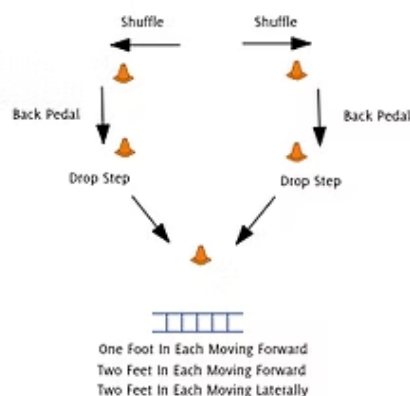 Shuffle
Shuffle
Back Pedal
Back Pedal
Drop Step
Drop Step
One Foot In Each Moving Forward
Two Feet In Each Moving Forward
Two Feet In Each Moving Laterally